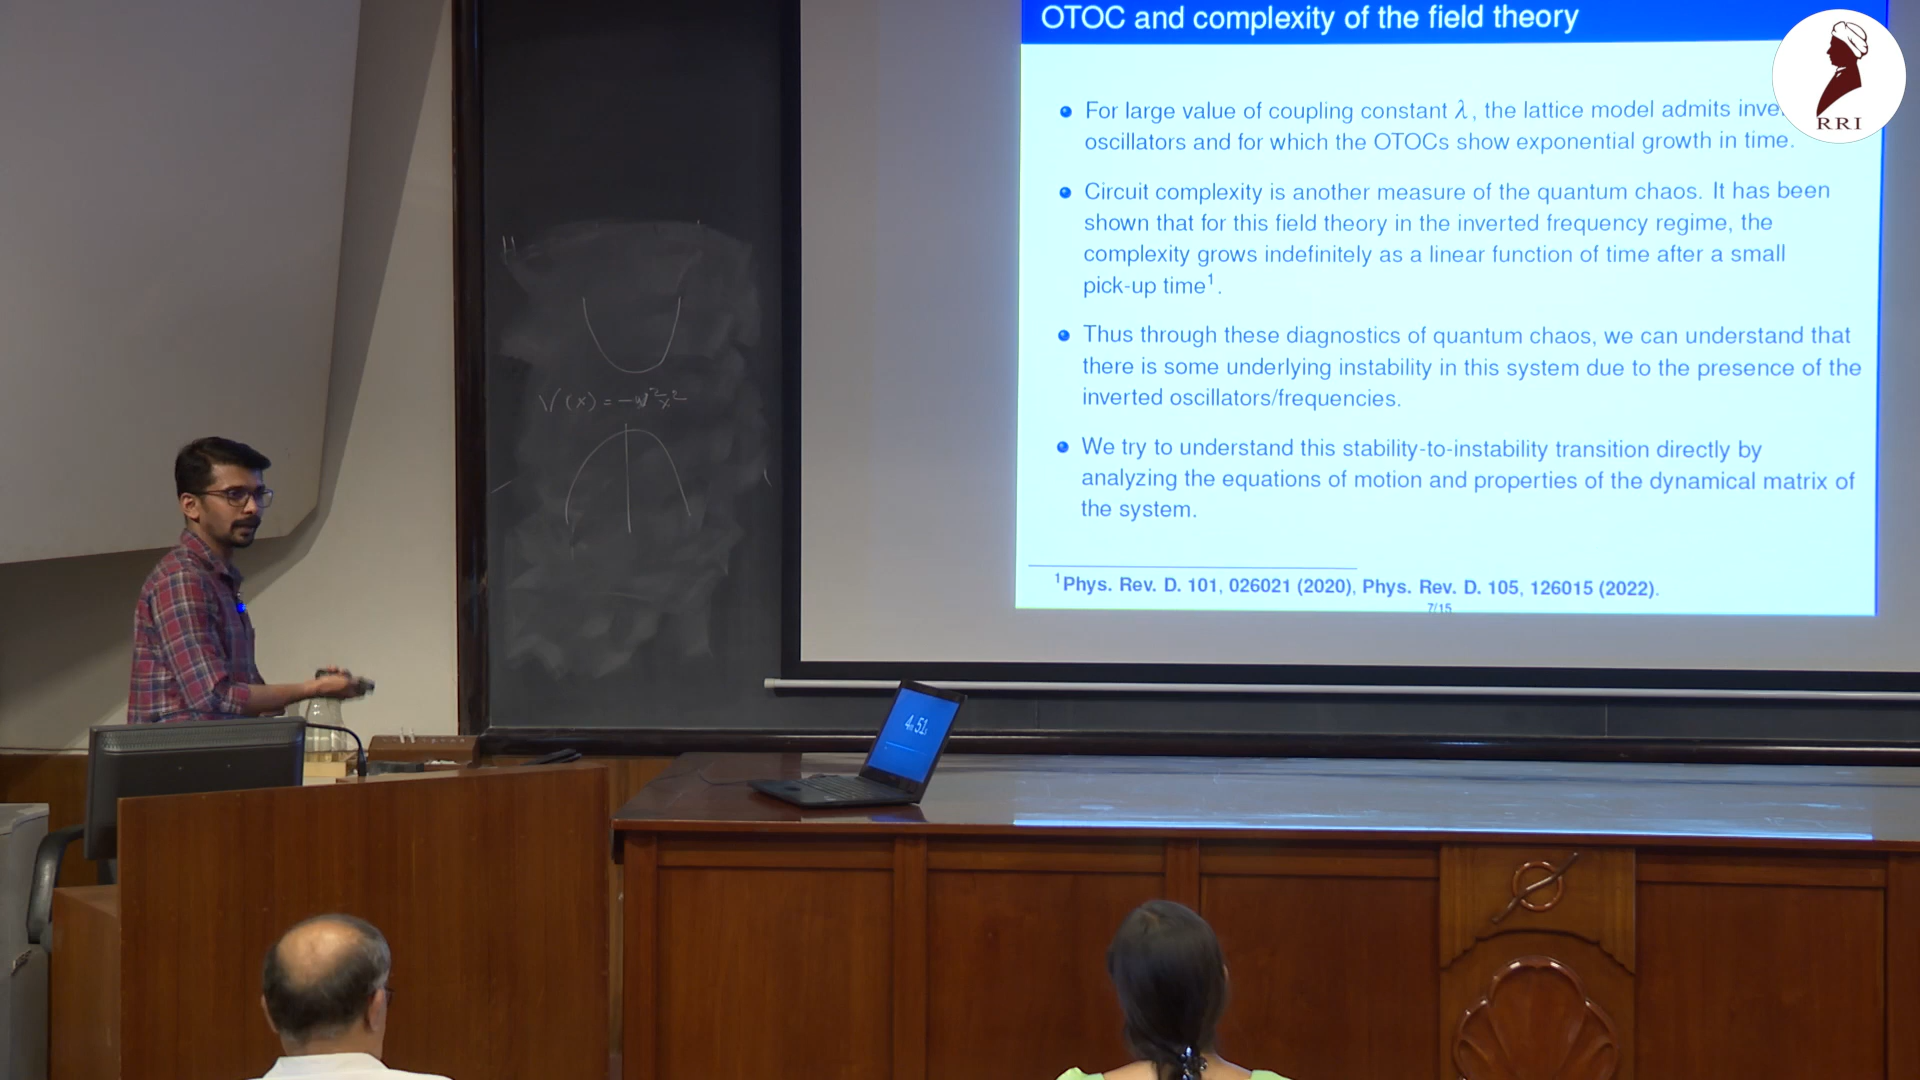 OTOC and complexity of the field theory
For large value of coupling constant λ, the lattice model admits
oscillators and for which the OTOCs show exponential growth in time.
Circuit complexity is another measure of the quantum chaos. It has been
shown that for this field theory in the inverted frequency regime, the
complexity grows indefinitely as a linear function of time after a small
pick-up time¹.
Thus through these diagnostics of quantum chaos, we can understand that
there is some underlying instability in this system due to the presence of the
inverted oscillators/frequencies.
We try to understand this stability-to-instability transition directly by
analyzing the equations of motion and properties of the dynamical matrix of
the system.
¹Phys. Rev. D. 101, 026021 (2020), Phys. Rev. D. 105, 126015 (2022).
7/15
RRI
V(x) = -ω²x²